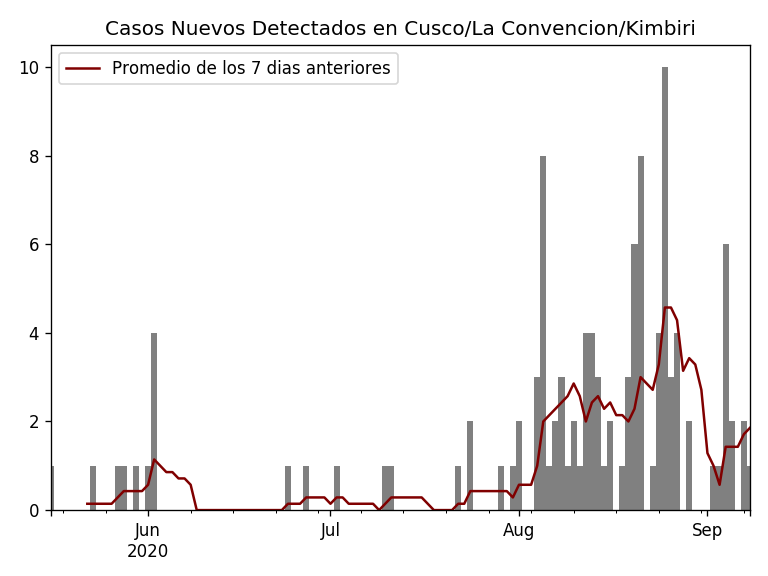 Casos Nuevos Detectados en Cusco/La Convencion/Kimbiri
Promedio de los 7 dias anteriores
10
8
6
4
2
0
Jun Jul Aug Sep
2020